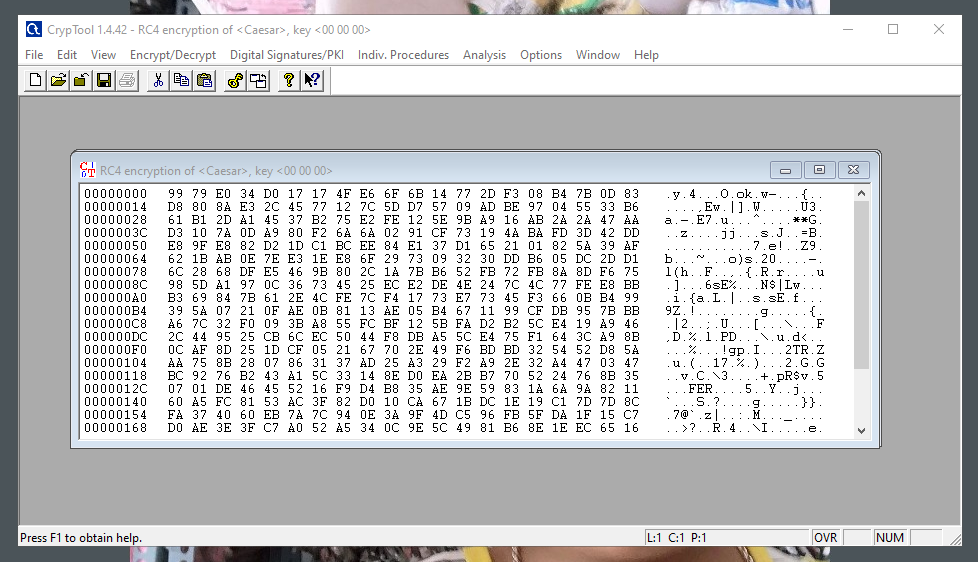 CrypTool 1.4.42 - RC4 encryption of <Caesar>, key <00 00 00>
File Edit View Encrypt/Decrypt Digital Signatures/PKI Indiv. Procedures Analysis Options Window Help
RC4 encryption of <Caesar>, key <00 00 00>
00000000 99 79 E0 34 D0 17 17 4F E6 6F 6B 14 77 2D F3 08 B4 7B 0D 83 .y.4...O.ok.w-...{..
00000014 D8 80 8A E3 2C 45 77 12 7C 5D D7 57 09 AD BE 97 04 55 33 B6 ....,Ew.|].W.....U3.
00000028 61 B1 2D A1 45 37 B2 75 E2 FE 12 5E 9B A9 16 AB 2A 2A 47 AA a.-.E7.u...^....**G.
0000003C D3 10 7A 0D A9 80 F2 6A 6A 02 91 CF 73 19 4A BA FD 3D 42 DD ..z....jj...s.J..=B.
00000050 E8 9F E8 82 D2 1D C1 BC EE 84 E1 37 D1 65 21 01 82 5A 39 AF ...........7.e!..Z9.
00000064 62 1B AB 0E 7E E3 1E E8 6F 29 73 09 32 30 DD B6 05 DC 2D D1 b...~...o)s.20....-.
00000078 6C 28 68 DF E5 46 9B 80 2C 1A 7B B6 52 FB 72 FB 8A 8D F6 75 l(h..F..,.{.R.r....u
0000008C 98 5D A1 97 0C 36 73 45 25 EC E2 DE 4E 24 7C 4C 77 FE E8 BB .]...6sE%...N$|Lw...
000000A0 B3 69 84 7B 61 2E 4C FE 7C F4 17 73 E7 73 45 F3 66 0B B4 99 .i.{a.L.|..s.sE.f...
000000B4 39 5A 07 21 0F AE 0B 81 13 AE 05 B4 67 11 99 CF DB 95 7B BB 9Z.!........g.....{.
000000C8 A6 7C 32 F0 09 3B A8 55 FC BF 12 5B FA D2 B2 5C E4 19 A9 46 .|2..;.U...[...\...F
000000DC 2C 44 95 25 CB 6C EC 50 44 F8 DB A5 5C E4 75 F1 64 3C A9 8B ,D.%.l.PD...\.u.d<..
000000F0 0C AF 8D 25 1D CF 05 21 67 70 2E 49 F6 BD BD 32 54 52 D8 5A ...%...!gp.I...2TR.Z
00000104 AA 75 8B 28 07 86 31 37 AD 25 A3 29 F2 A9 2E 32 A4 47 03 47 .u.(..17.%.)...2.G.G
00000118 BC 92 76 B2 43 A1 5C 33 14 8E D0 EA 2B B7 70 52 24 76 8B 35 ..v.C.\3....+.pR$v.5
0000012C 07 01 DE 46 45 52 16 F9 D4 B8 35 AE 9E 59 83 1A 6A 9A 82 11 ...FER....5..Y..j...
00000140 60 A5 FC 81 53 AC 3F 82 D0 10 CA 67 1B DC 1E 19 C1 7D 7D 8C `...S.?....g.....}}.
00000154 FA 37 40 60 EB 7A 7C 94 0E 3A 9F 4D C5 96 FB 5F DA 1F 15 C7 .7@`.z|..:.M..._....
00000168 D0 AE 3E 3F C7 A0 52 A5 34 0C 9E 5C 49 81 B6 8E 1E EC 65 16 ..>?..R.4..\I.....e.
Press F1 to obtain help. L:1 C:1 P:1 OVR NUM